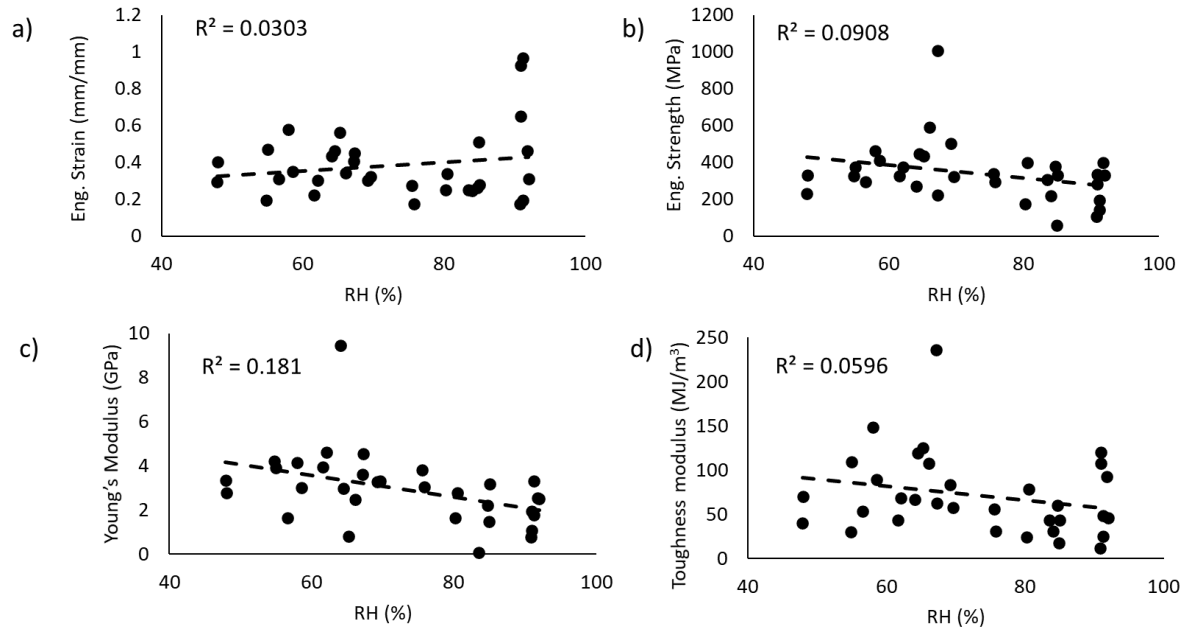 a)
R² = 0.0303
Eng. Strain (mm/mm)
1.2
1
0.8
0.6
0.4
0.2
0
40
60
80
100
RH (%)
b)
R² = 0.0908
Eng. Strength (MPa)
1200
1000
800
600
400
200
0
40
60
80
100
RH (%)
c)
R² = 0.181
Young's Modulus (GPa)
10
8
6
4
2
0
40
60
80
100
RH (%)
d)
R² = 0.0596
Toughness modulus (MJ/m³)
250
200
150
100
50
0
40
60
80
100
RH (%)